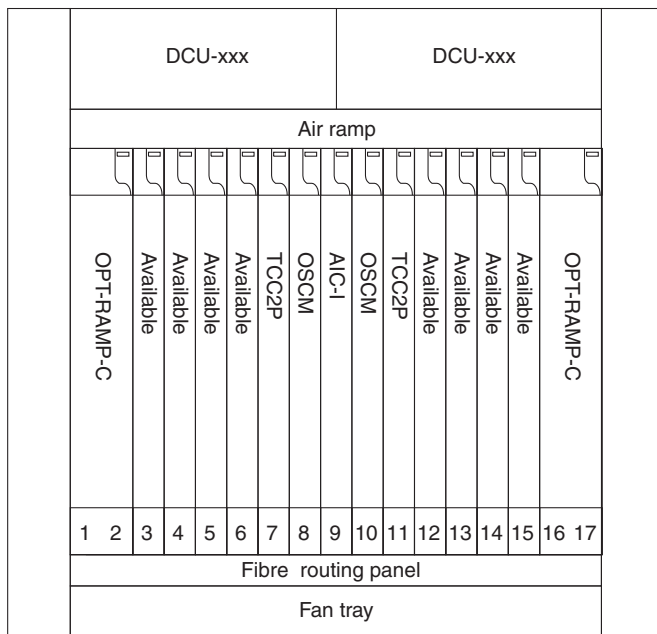 DCU-xxx DCU-xxx
Air ramp
OPT-RAMP-C
Available
Available
Available
Available
TCC2P
OSCM
AIC-I
OSCM
TCC2P
Available
Available
Available
Available
OPT-RAMP-C
1 2 3 4 5 6 7 8 9 10 11 12 13 14 15 16 17
Fibre routing panel
Fan tray